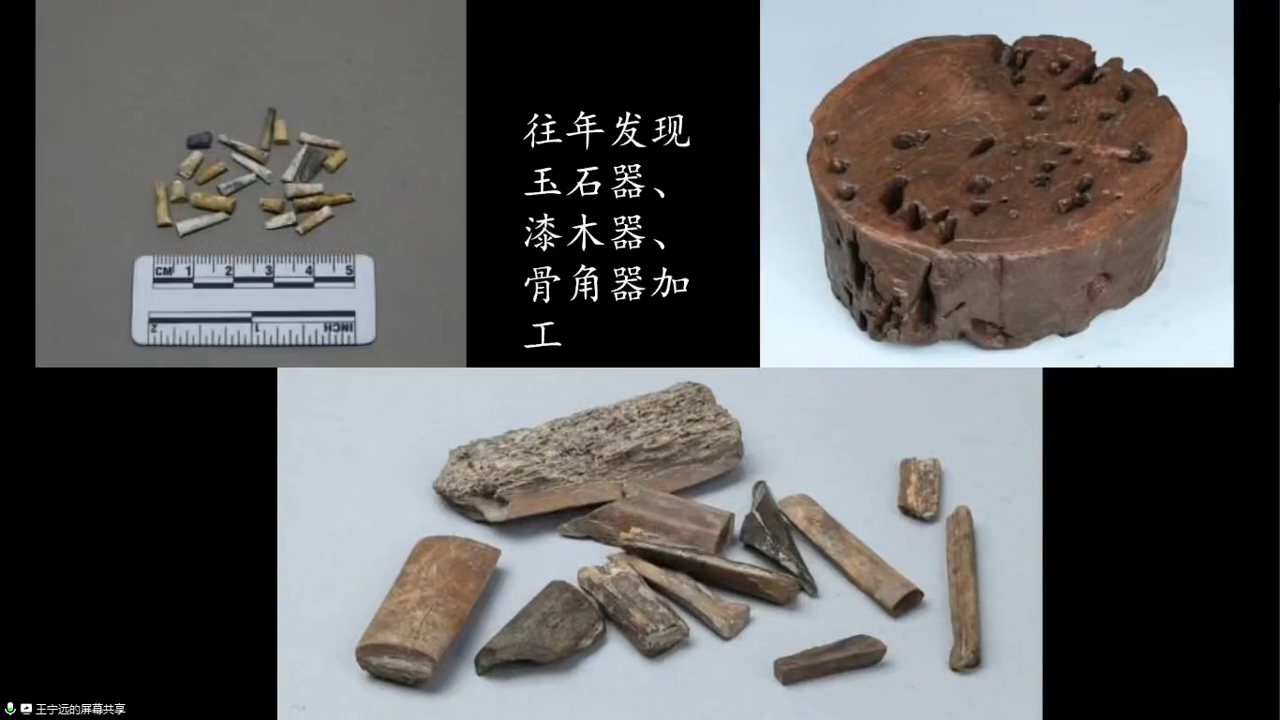 往年发现
玉石器、
漆木器、
骨角器加
工
CM 1 2 3 4 5
2 1 INCH
王宁远的屏幕共享